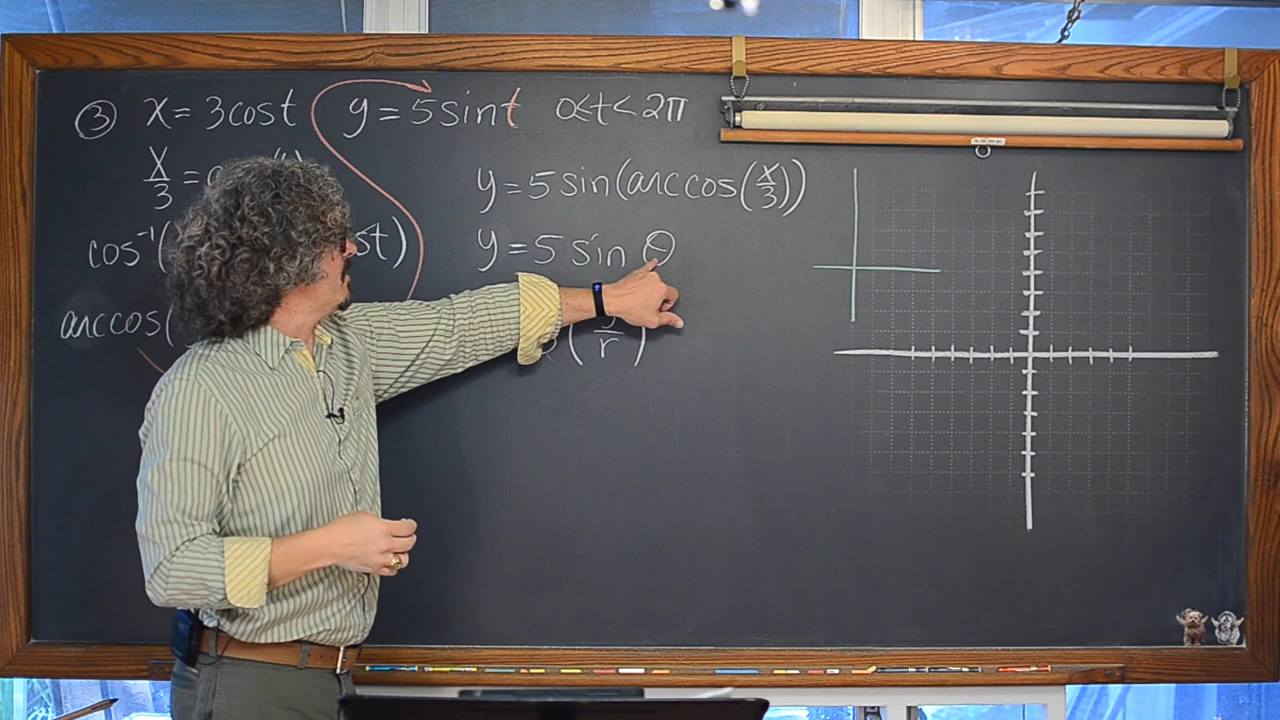 ③ x = 3cost y = 5sint 0<t<2π
x/3 =
y = 5 sin(arccos(x/3))
cos⁻¹( st)
y = 5 sin θ
arccos(
( /r)